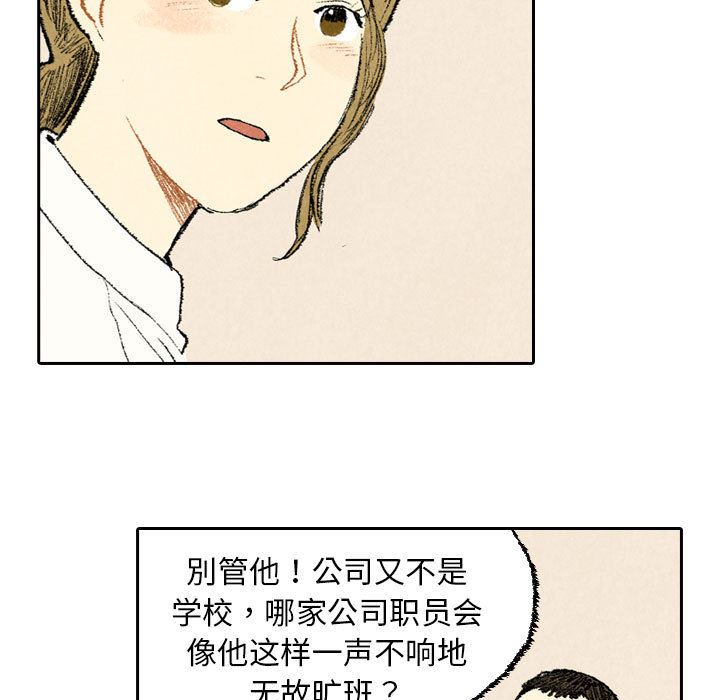 別管他！公司又不是
学校，哪家公司职员会
像他这样一声不响地
无故旷班？